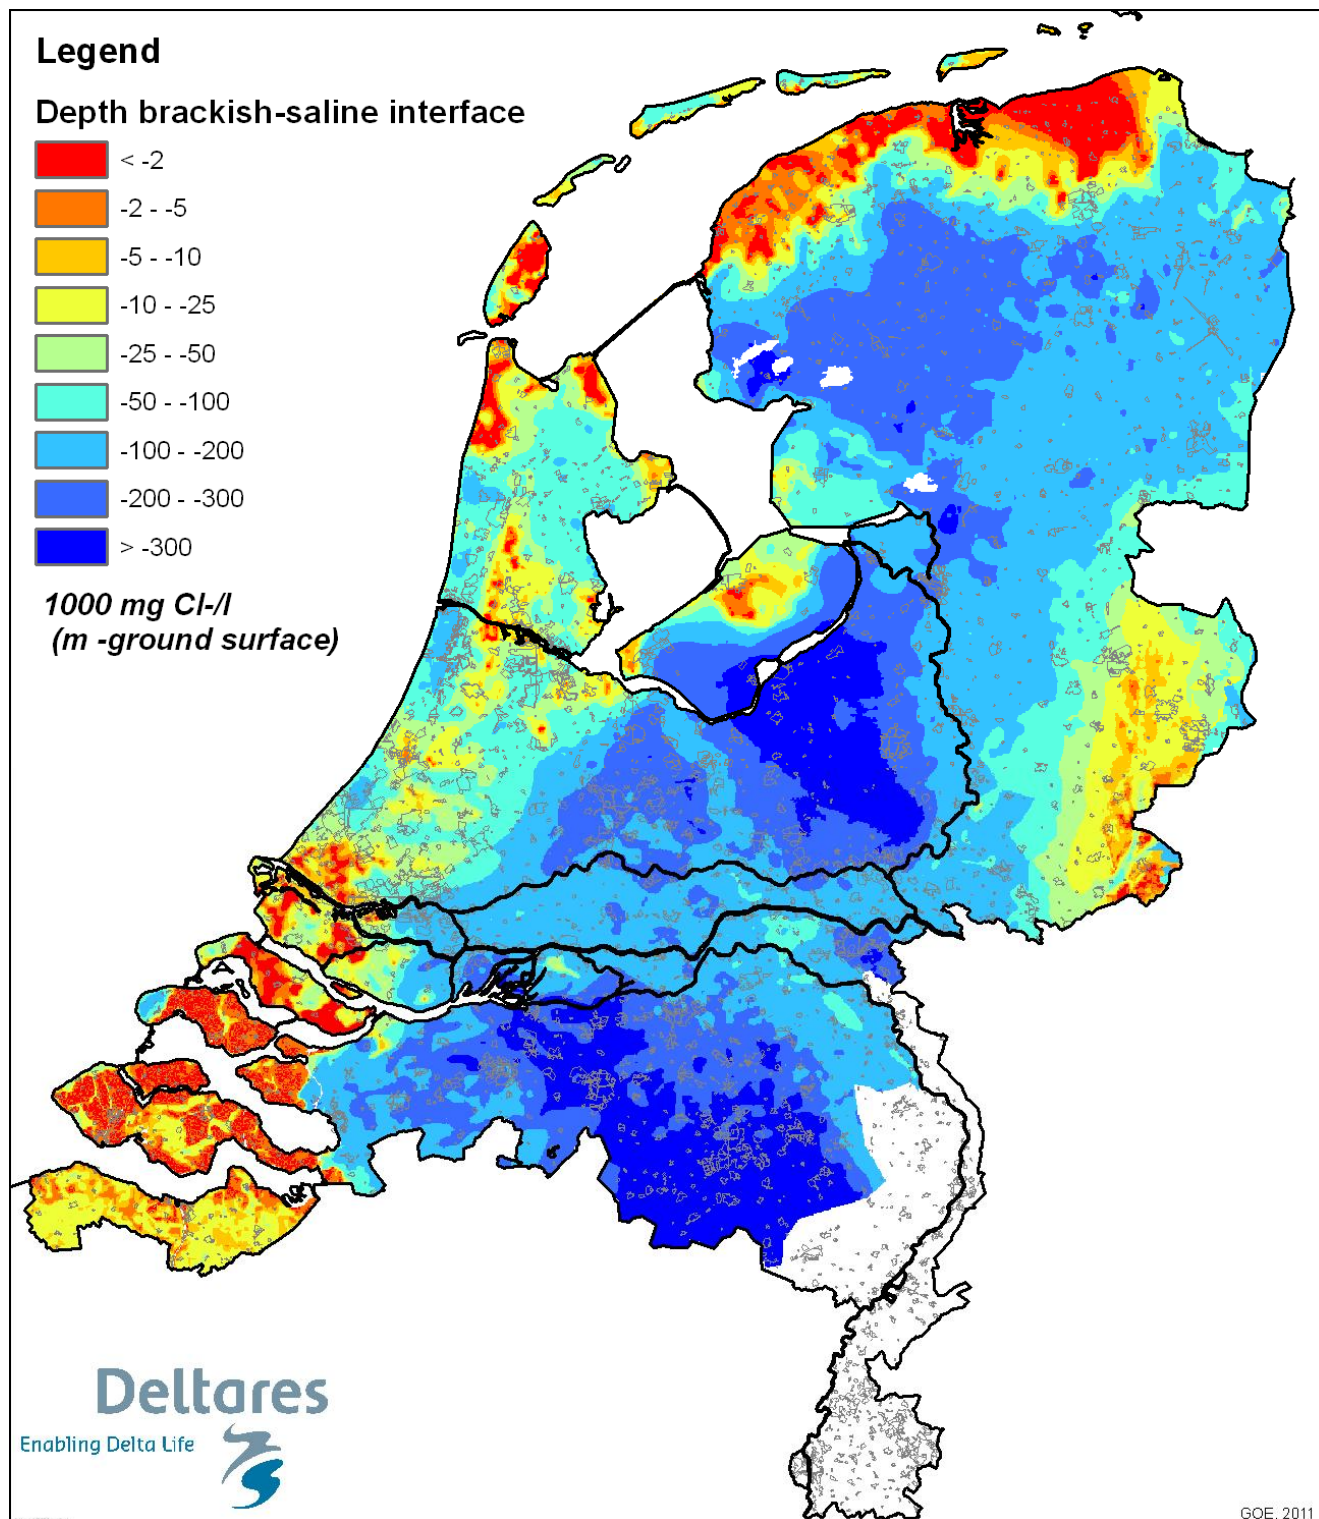 Legend
Depth brackish-saline interface
< -2
-2 - -5
-5 - -10
-10 - -25
-25 - -50
-50 - -100
-100 - -200
-200 - -300
> -300
1000 mg Cl-/l
(m -ground surface)
Deltares
Enabling Delta Life
GOE, 2011